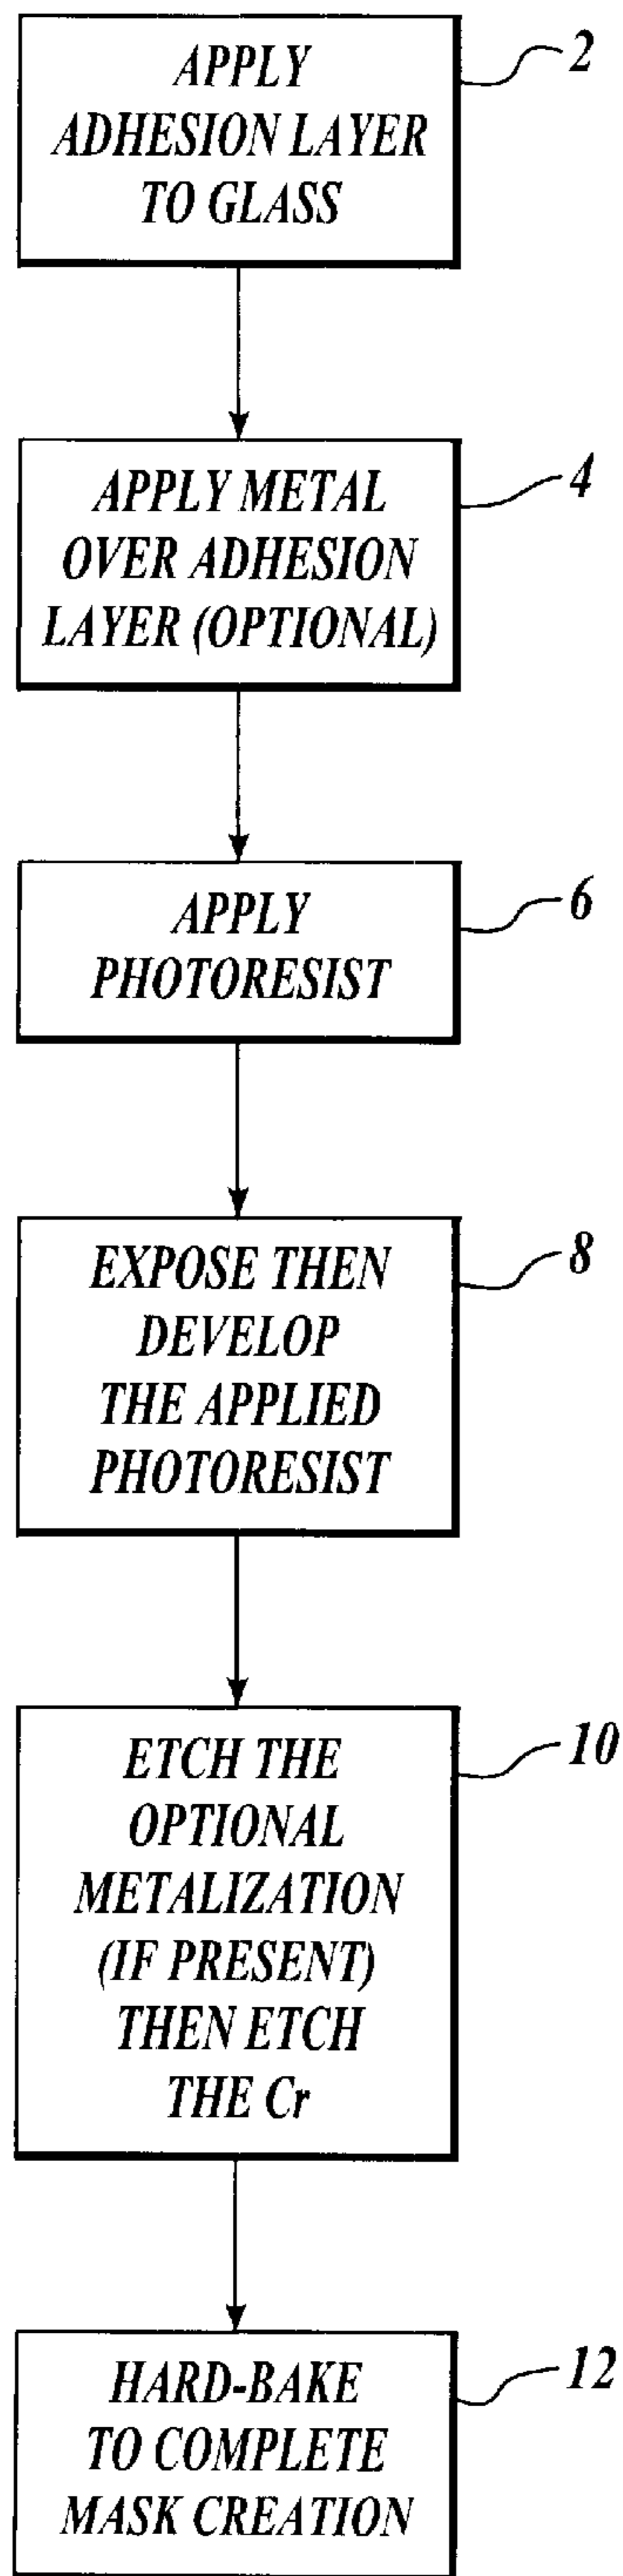 APPLY
ADHESION LAYER
TO GLASS
2
APPLY METAL
OVER ADHESION
LAYER (OPTIONAL)
4
APPLY
PHOTORESIST
6
EXPOSE THEN
DEVELOP
THE APPLIED
PHOTORESIST
8
ETCH THE
OPTIONAL
METALIZATION
(IF PRESENT)
THEN ETCH
THE Cr
10
HARD-BAKE
TO COMPLETE
MASK CREATION
12